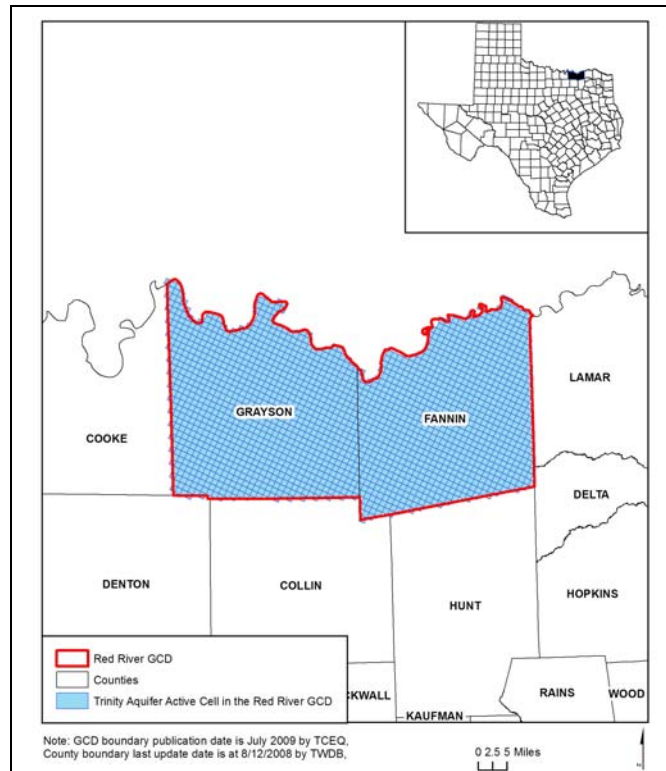 LAMAR
GRAYSON
FANNIN
COOKE
DELTA
DENTON
COLLIN
HUNT
HOPKINS
Red River GCD
Counties
Trinity Aquifer Active Cell in the Red River GCD
CKWALL
KAUFMAN
RAINS
WOOD
Note: GCD boundary publication date is July 2009 by TCEQ,
County boundary last update date is at 8/12/2008 by TWDB,
0 2.5 5 Miles